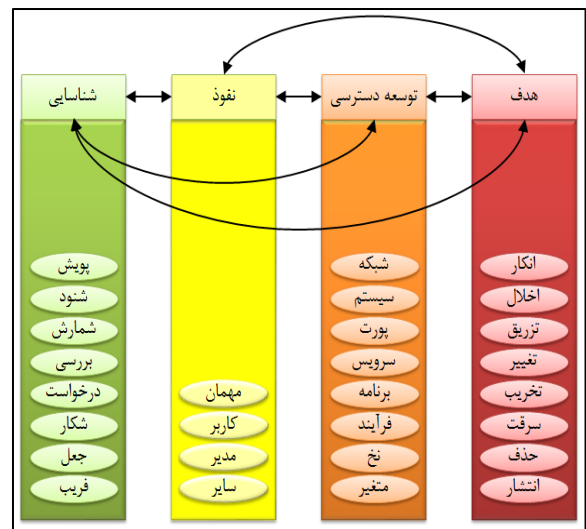 هدف
توسعه دسترسی
نفوذ
شناسایی
انکار
اخلال
تزریق
تغییر
تخریب
سرقت
حذف
انتشار
شبکه
سیستم
پورت
سرویس
برنامه
فرآیند
نخ
متغیر
مهمان
کاربر
مدیر
سایر
پویش
شنود
شمارش
بررسی
درخواست
شکار
جعل
فریب